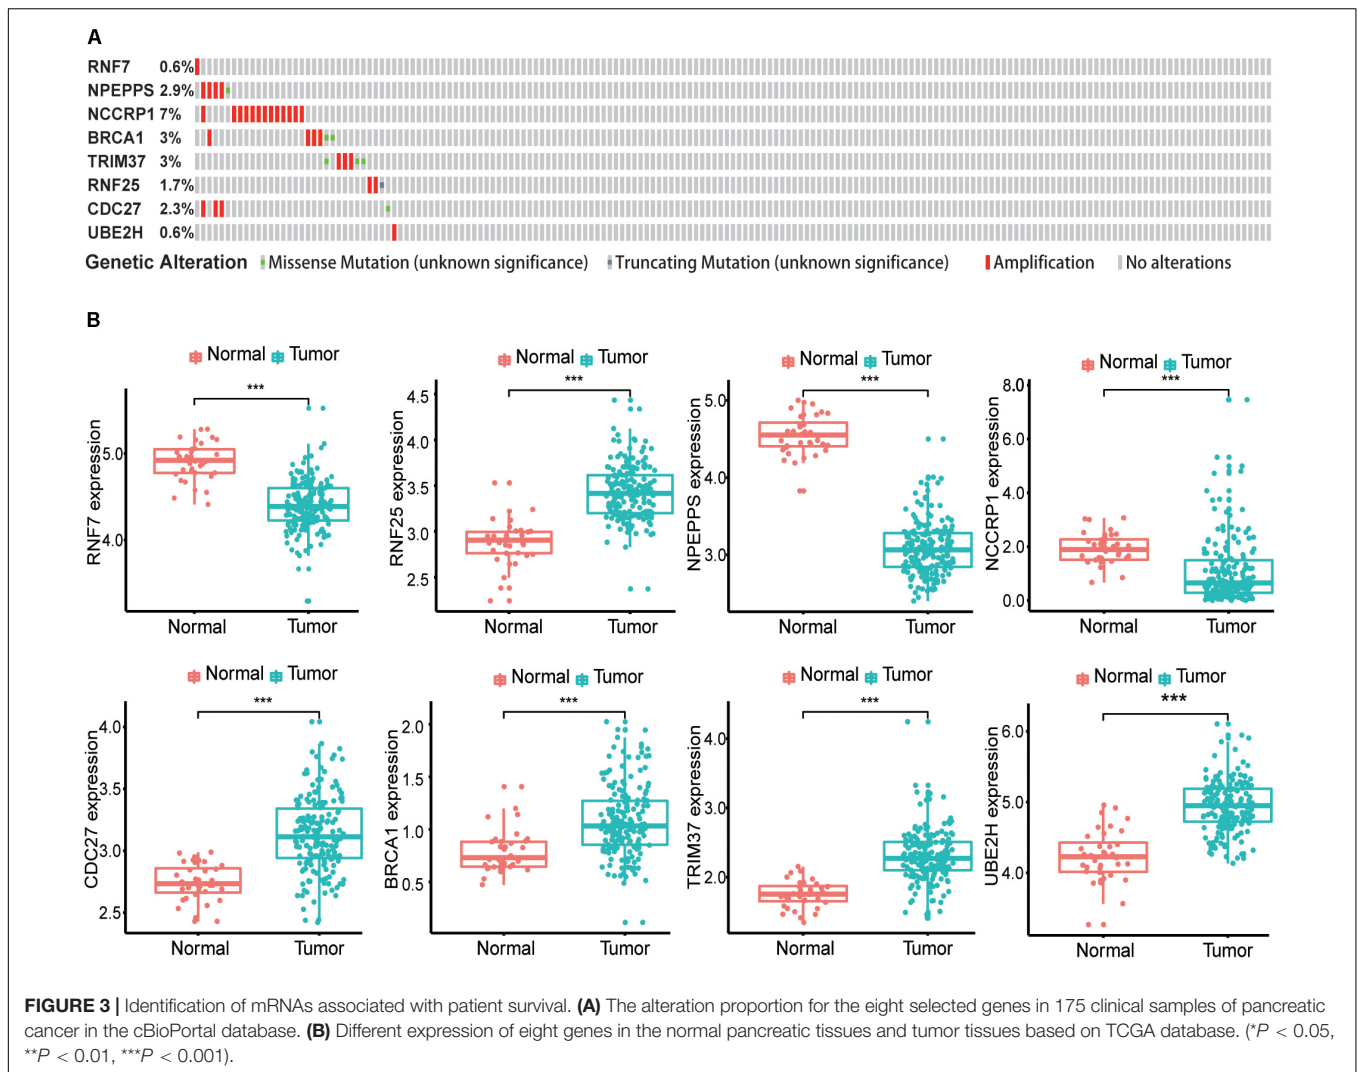 A
RNF7 0.6%
NPEPPS 2.9%
NCCRP1 7%
BRCA1 3%
TRIM37 3%
RNF25 1.7%
CDC27 2.3%
UBE2H 0.6%
Genetic Alteration Missense Mutation (unknown significance) Truncating Mutation (unknown significance) Amplification No alterations
B
Normal Tumor
***
RNF7 expression
5.0
4.0
Normal Tumor
Normal Tumor
***
RNF25 expression
4.5
4.0
3.5
3.0
2.5
Normal Tumor
Normal Tumor
***
NPEPPS expression
5.0
4.0
3.0
Normal Tumor
Normal Tumor
***
NCCRP1 expression
8.0
6.0
4.0
2.0
0.0
Normal Tumor
Normal Tumor
***
CDC27 expression
4.0
3.5
3.0
2.5
Normal Tumor
Normal Tumor
***
BRCA1 expression
2.0
1.5
1.0
0.5
Normal Tumor
Normal Tumor
***
TRIM37 expression
4.0
3.0
2.0
Normal Tumor
Normal Tumor
***
UBE2H expression
6.0
5.0
4.0
Normal Tumor
FIGURE 3 | Identification of mRNAs associated with patient survival. (A) The alteration proportion for the eight selected genes in 175 clinical samples of pancreatic
cancer in the cBioPortal database. (B) Different expression of eight genes in the normal pancreatic tissues and tumor tissues based on TCGA database. (*P < 0.05,
**P < 0.01, ***P < 0.001).